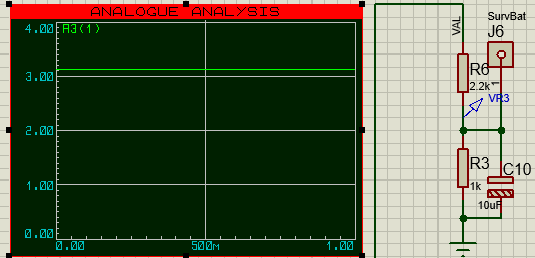 ANALOGUE ANALYSIS
4.00
R3(1)
3.00
2.00
1.00
0.00
0.00
500m
1.00
VAL
SurvBat
J6
R6
2.2k
1
VR3
R3
1k
C10
10uF